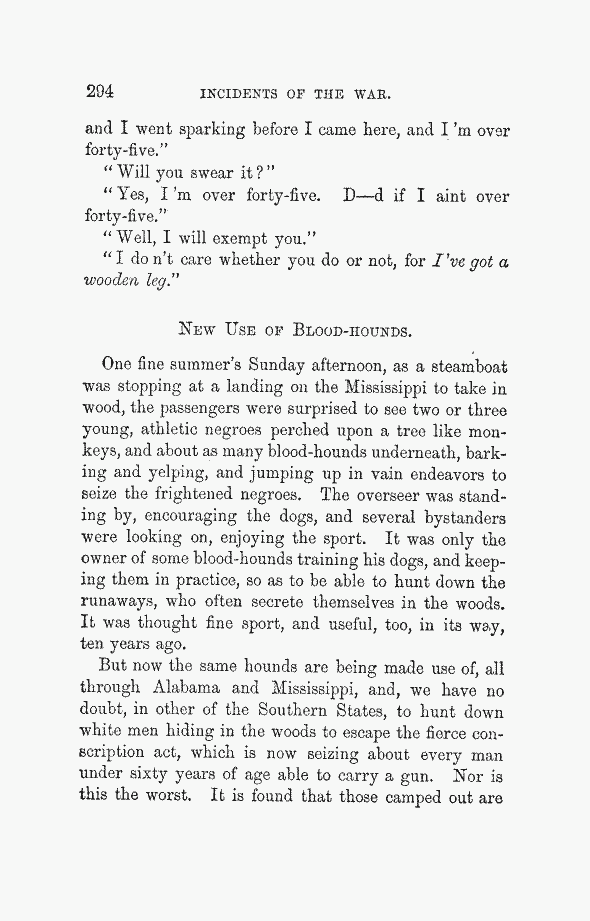 294 INCIDENTS OF THE WAR.
and I went sparking before I came here, and I 'm over
forty-five."
"Will you swear it?"
"Yes, I 'm over forty-five. D—d if I aint over
forty-five."
"Well, I will exempt you."
"I do n't care whether you do or not, for I 've got a
wooden leg."
NEW USE OF BLOOD-HOUNDS.
One fine summer's Sunday afternoon, as a steamboat
was stopping at a landing on the Mississippi to take in
wood, the passengers were surprised to see two or three
young, athletic negroes perched upon a tree like mon-
keys, and about as many blood-hounds underneath, bark-
ing and yelping, and jumping up in vain endeavors to
seize the frightened negroes. The overseer was stand-
ing by, encouraging the dogs, and several bystanders
were looking on, enjoying the sport. It was only the
owner of some blood-hounds training his dogs, and keep-
ing them in practice, so as to be able to hunt down the
runaways, who often secrete themselves in the woods.
It was thought fine sport, and useful, too, in its way,
ten years ago.
But now the same hounds are being made use of, all
through Alabama and Mississippi, and, we have no
doubt, in other of the Southern States, to hunt down
white men hiding in the woods to escape the fierce con-
scription act, which is now seizing about every man
under sixty years of age able to carry a gun. Nor is
this the worst. It is found that those camped out are